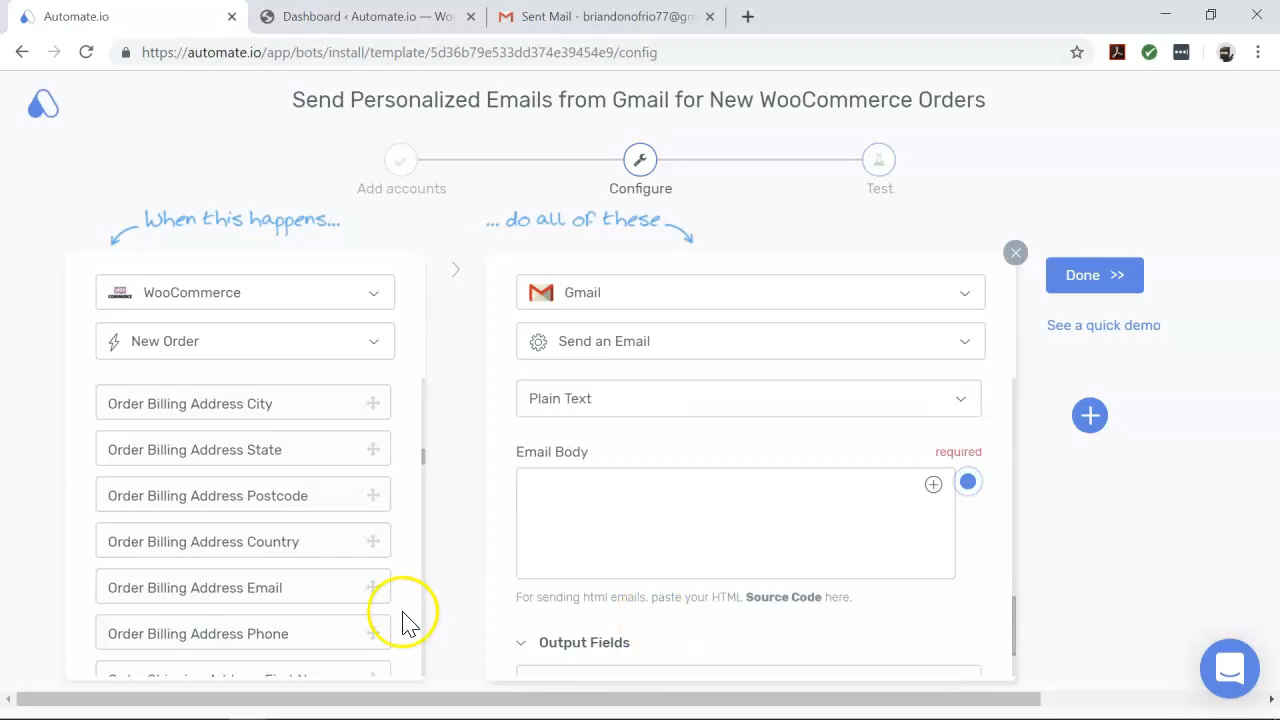 Automate.io
Dashboard ‹ Automate.io — Wo
Sent Mail - briandonofrio77@gm
https://automate.io/app/bots/install/template/5d36b79e533dd374e39454e9/config
Send Personalized Emails from Gmail for New WooCommerce Orders
Add accounts
Configure
Test
When this happens...
... do all of these
WooCommerce
Gmail
Done >>
New Order
Send an Email
See a quick demo
Order Billing Address City
Plain Text
Order Billing Address State
Email Body
required
Order Billing Address Postcode
Order Billing Address Country
Order Billing Address Email
For sending html emails, paste your HTML Source Code here.
Order Billing Address Phone
Output Fields